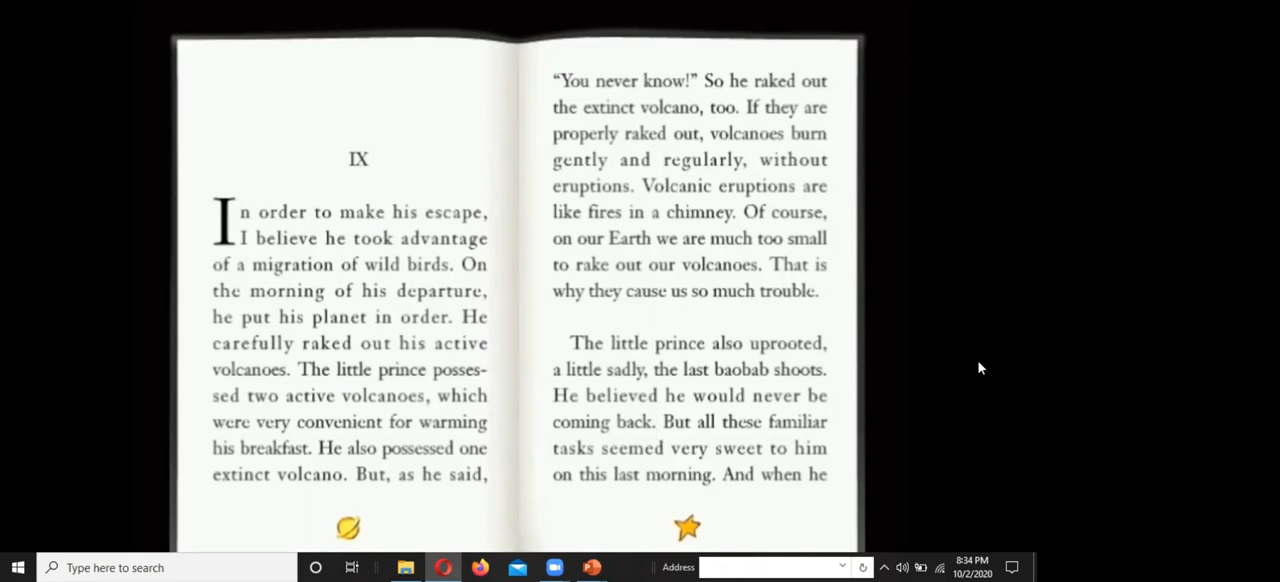 IX
In order to make his escape,
I believe he took advantage
of a migration of wild birds. On
the morning of his departure,
he put his planet in order. He
carefully raked out his active
volcanoes. The little prince posses-
sed two active volcanoes, which
were very convenient for warming
his breakfast. He also possessed one
extinct volcano. But, as he said,
“You never know!” So he raked out
the extinct volcano, too. If they are
properly raked out, volcanoes burn
gently and regularly, without
eruptions. Volcanic eruptions are
like fires in a chimney. Of course,
on our Earth we are much too small
to rake out our volcanoes. That is
why they cause us so much trouble.
The little prince also uprooted,
a little sadly, the last baobab shoots.
He believed he would never be
coming back. But all these familiar
tasks seemed very sweet to him
on this last morning. And when he
Type here to search
Address
8:34 PM
10/2/2020